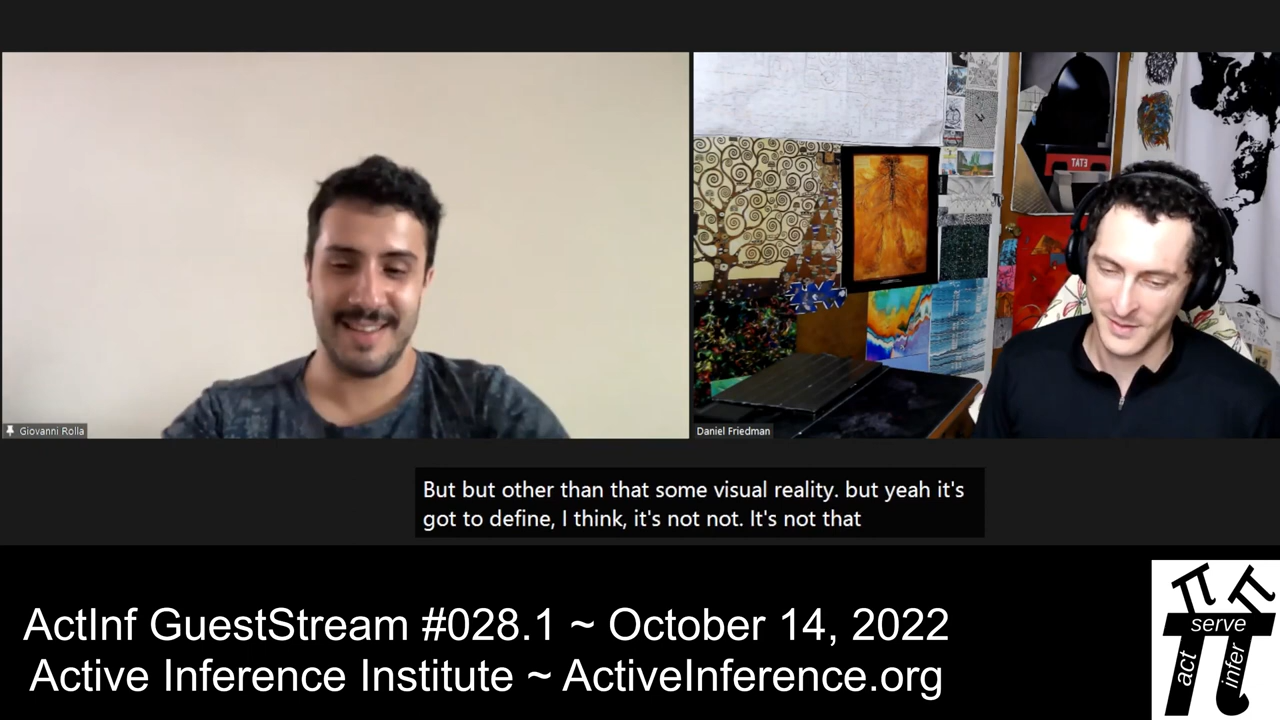 TAT3
Giovanni Rolla
Daniel Friedman
But but other than that some visual reality. but yeah it's
got to define, I think, it's not not. It's not that
ActInf GuestStream #028.1 ~ October 14, 2022
Active Inference Institute ~ ActiveInference.org
serve
act
infer